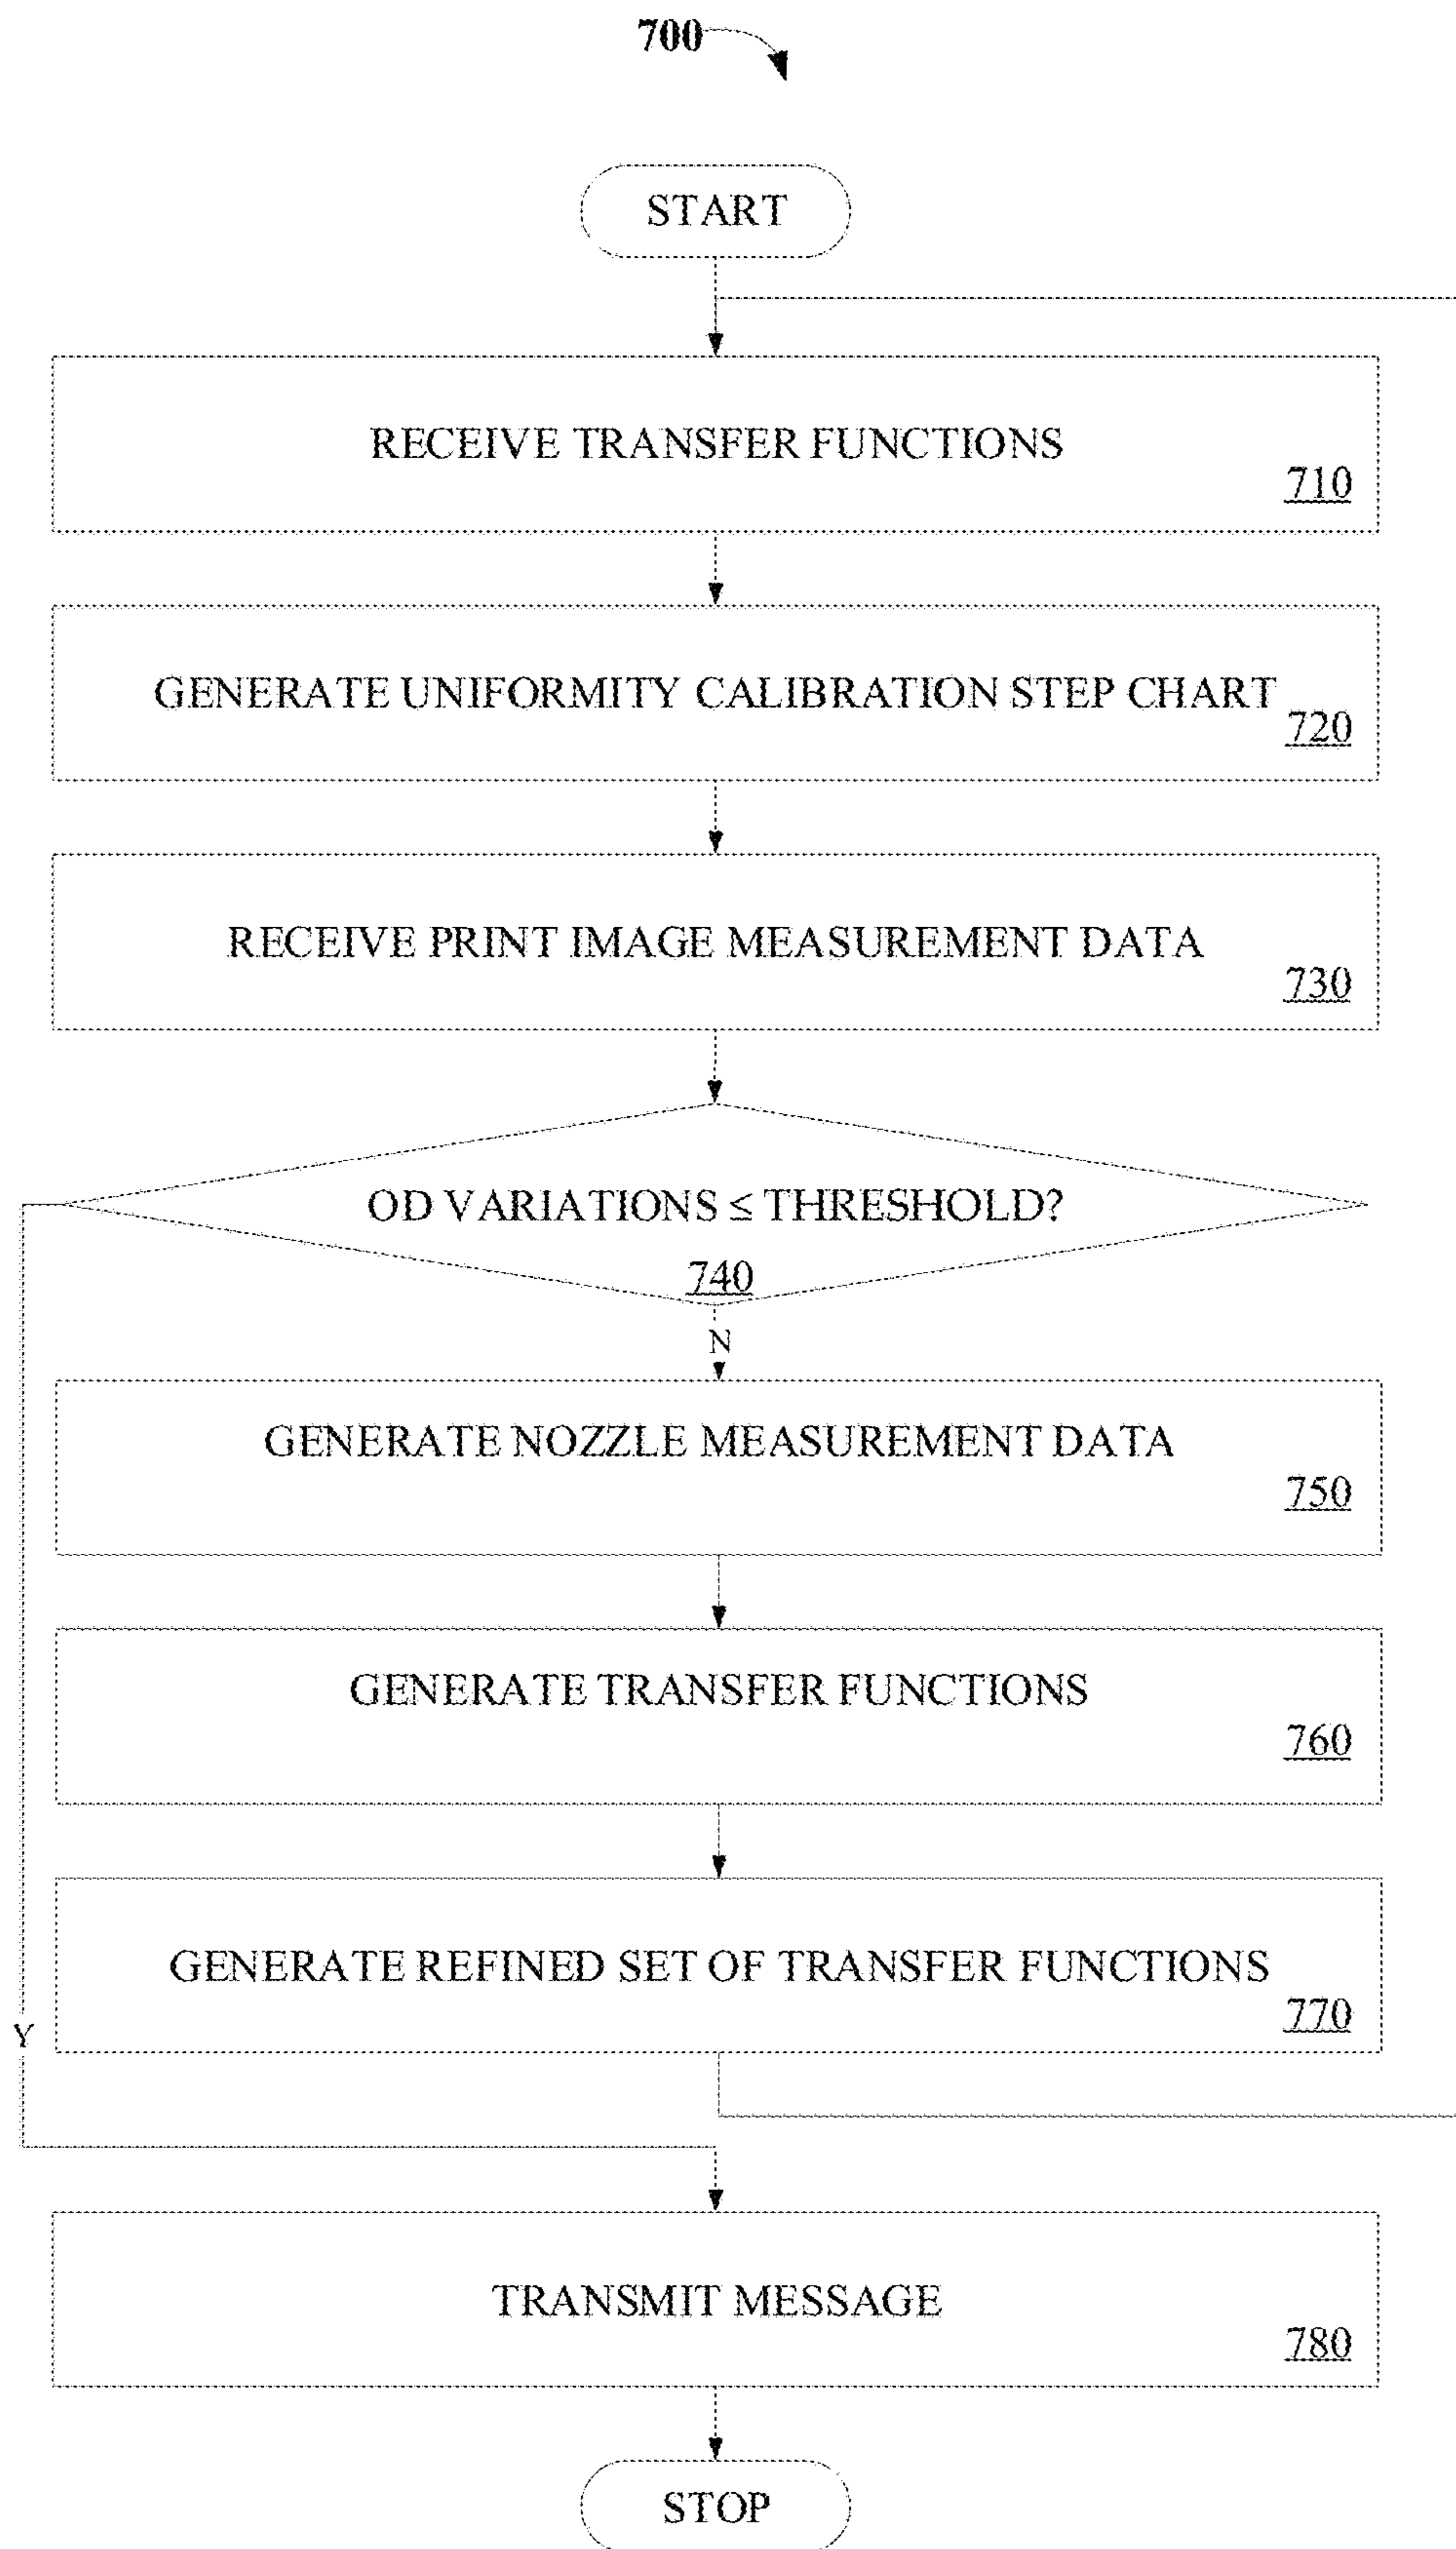 700
START
RECEIVE TRANSFER FUNCTIONS
710
GENERATE UNIFORMITY CALIBRATION STEP CHART
720
RECEIVE PRINT IMAGE MEASUREMENT DATA
730
OD VARIATIONS ≤ THRESHOLD?
740
N
GENERATE NOZZLE MEASUREMENT DATA
750
GENERATE TRANSFER FUNCTIONS
760
GENERATE REFINED SET OF TRANSFER FUNCTIONS
770
Y
TRANSMIT MESSAGE
780
STOP